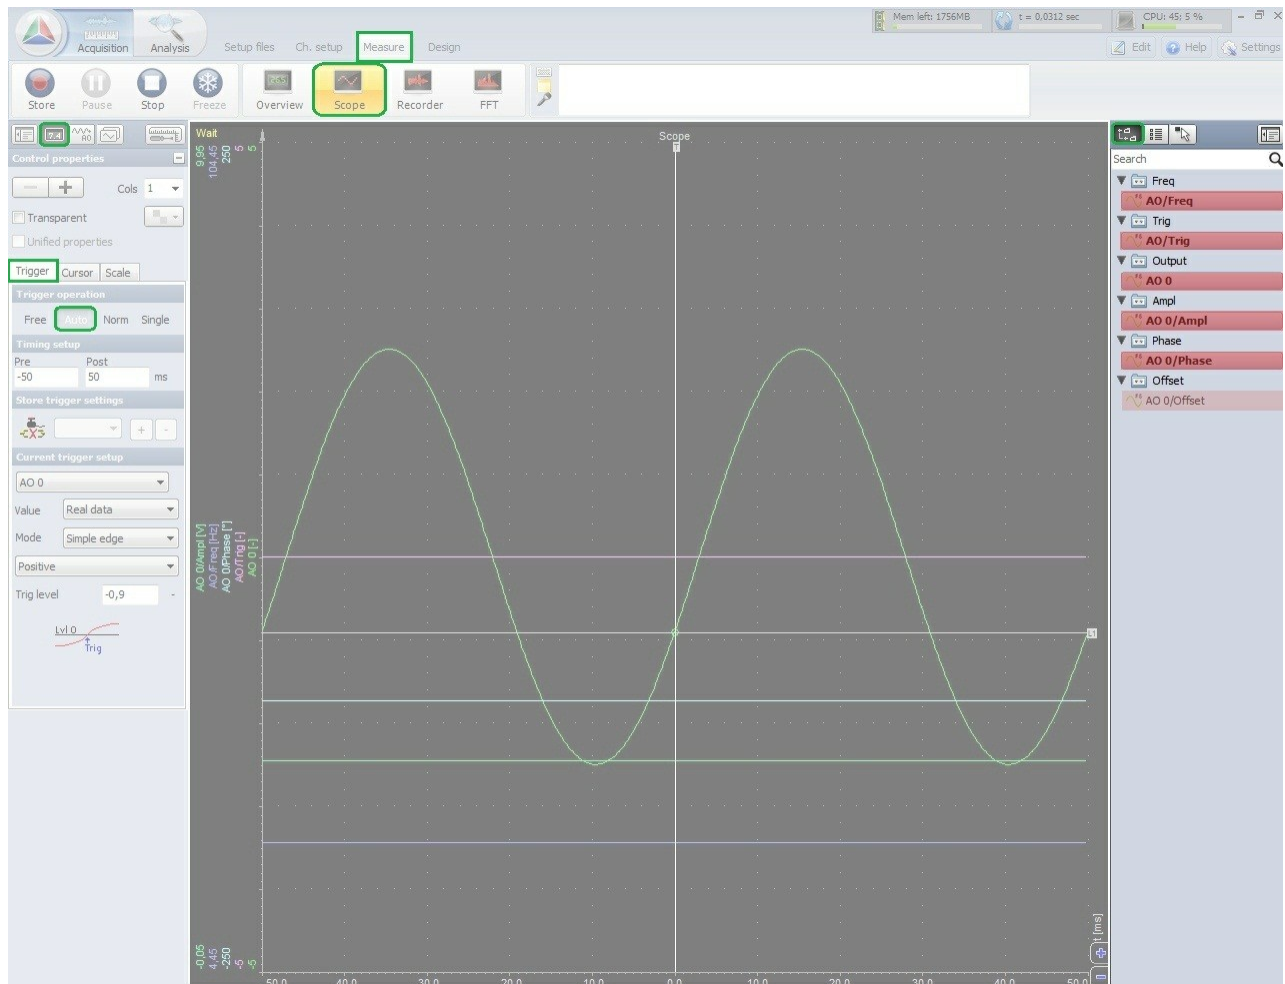 Mem left: 1756MB
t = 0,0312 sec
CPU: 45; 5 %
Acquisition
Analysis
Setup files
Ch. setup
Measure
Design
Edit
Help
Settings
Store
Pause
Stop
Freeze
Overview
Scope
Recorder
FFT
Control properties
Cols 1
Transparent
Unified properties
Trigger
Cursor
Scale
Trigger operation
Free
Auto
Norm
Single
Timing setup
Pre
Post
-50
50
ms
Store trigger settings
Current trigger setup
AO 0
Value
Real data
Mode
Simple edge
Positive
Trig level
-0,9
-
Lvl 0
Trig
Wait
9,95
104,45
250
5
5
Scope
AO 0/Ampl [V]
AO/Freq [Hz]
AO 0/Phase [°]
AO/Trig [-]
AO 0 [-]
-0,05
4,45
-250
-5
-5
t [ms]
-50,0
-40,0
-30,0
-20,0
-10,0
0,0
10,0
20,0
30,0
40,0
50,0
Search
Freq
AO/Freq
Trig
AO/Trig
Output
AO 0
Ampl
AO 0/Ampl
Phase
AO 0/Phase
Offset
AO 0/Offset